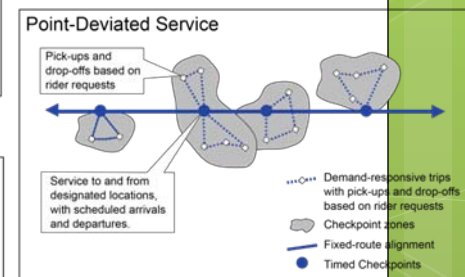 Point-Deviated Service
Pick-ups and
drop-offs based on
rider requests
Service to and from
designated locations,
with scheduled arrivals
and departures.
Demand-responsive trips
with pick-ups and drop-offs
based on rider requests
Checkpoint zones
Fixed-route alignment
Timed Checkpoints